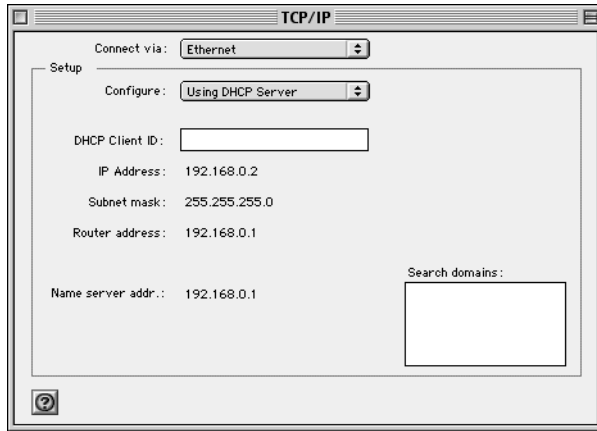 TCP/IP
Connect via: Ethernet
Setup
Configure: Using DHCP Server
DHCP Client ID:
IP Address: 192.168.0.2
Subnet mask: 255.255.255.0
Router address: 192.168.0.1
Search domains:
Name server addr.: 192.168.0.1
?